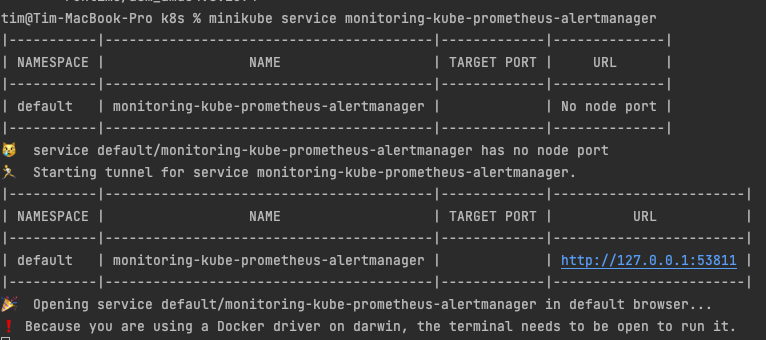 tim@Tim-MacBook-Pro k8s % minikube service monitoring-kube-prometheus-alertmanager
|-----------|-----------------------------------------|-------------|--------------|
| NAMESPACE |                  NAME                   | TARGET PORT |     URL      |
|-----------|-----------------------------------------|-------------|--------------|
| default   | monitoring-kube-prometheus-alertmanager |             | No node port |
|-----------|-----------------------------------------|-------------|--------------|
😿  service default/monitoring-kube-prometheus-alertmanager has no node port
🏃  Starting tunnel for service monitoring-kube-prometheus-alertmanager.
|-----------|-----------------------------------------|-------------|------------------------|
| NAMESPACE |                  NAME                   | TARGET PORT |          URL           |
|-----------|-----------------------------------------|-------------|------------------------|
| default   | monitoring-kube-prometheus-alertmanager |             | http://127.0.0.1:53811 |
|-----------|-----------------------------------------|-------------|------------------------|
🎉  Opening service default/monitoring-kube-prometheus-alertmanager in default browser...
❗ Because you are using a Docker driver on darwin, the terminal needs to be open to run it.